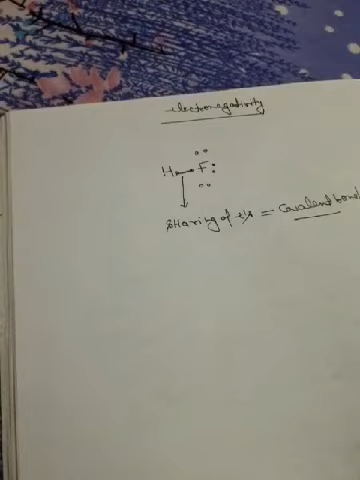 electronegativity
H–F:
sharing of e/s = Covalent bond